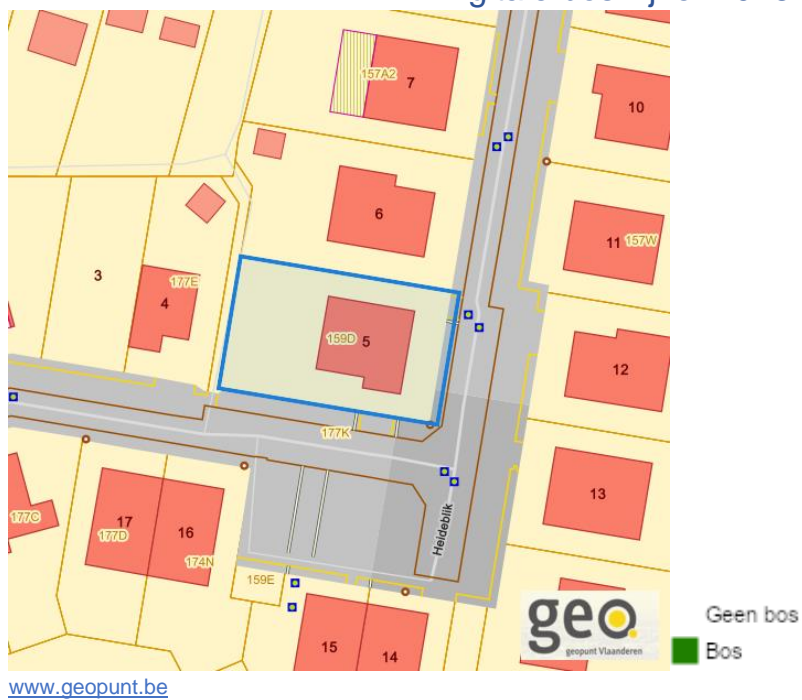 157A2
7
10
6
11 157W
3
177E
4
159D 5
12
177K
13
177C
17
177D
16
174N
Heideblik
159E
15
14
geo.
geopunt Vlaanderen
Geen bos
Bos
www.geopunt.be